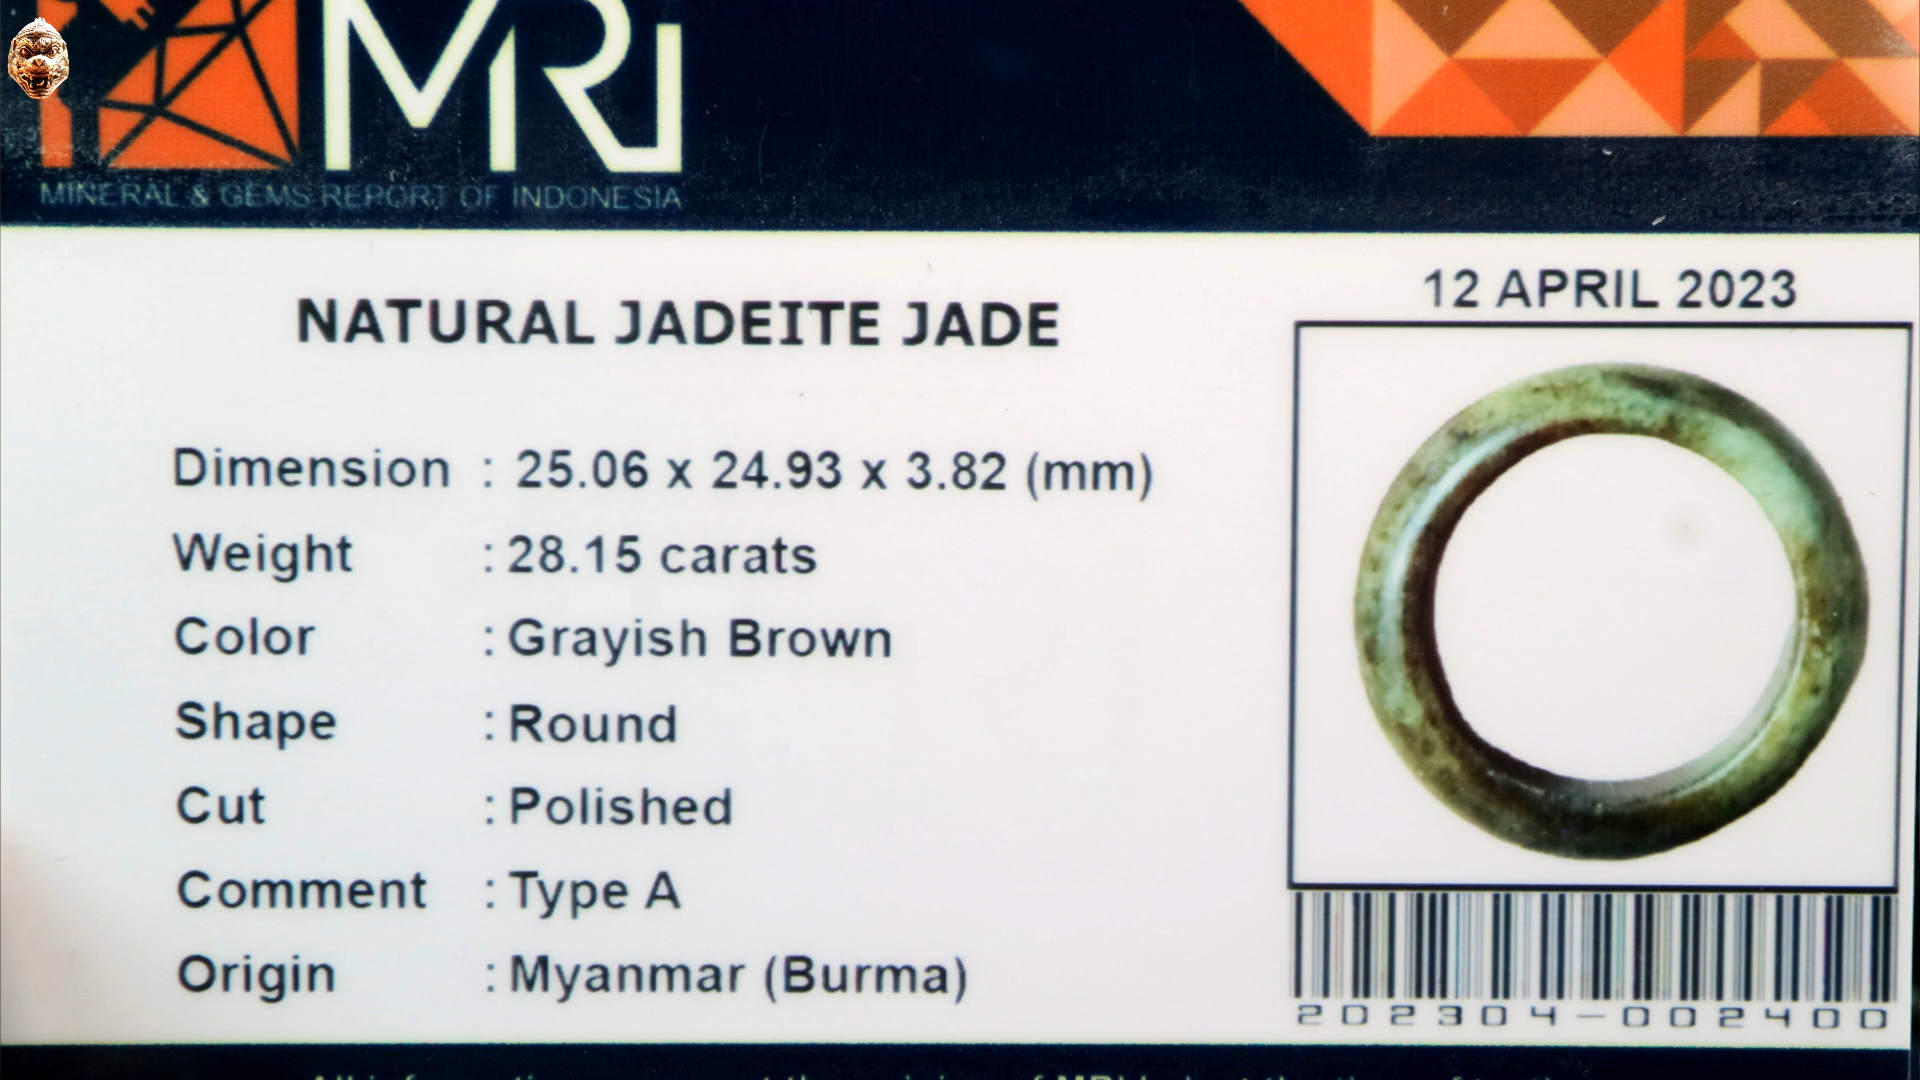 MRI
MINERAL & GEMS REPORT OF INDONESIA
12 APRIL 2023
NATURAL JADEITE JADE
Dimension : 25.06 x 24.93 x 3.82 (mm)
Weight : 28.15 carats
Color : Grayish Brown
Shape : Round
Cut : Polished
Comment : Type A
Origin : Myanmar (Burma)
202304-002400